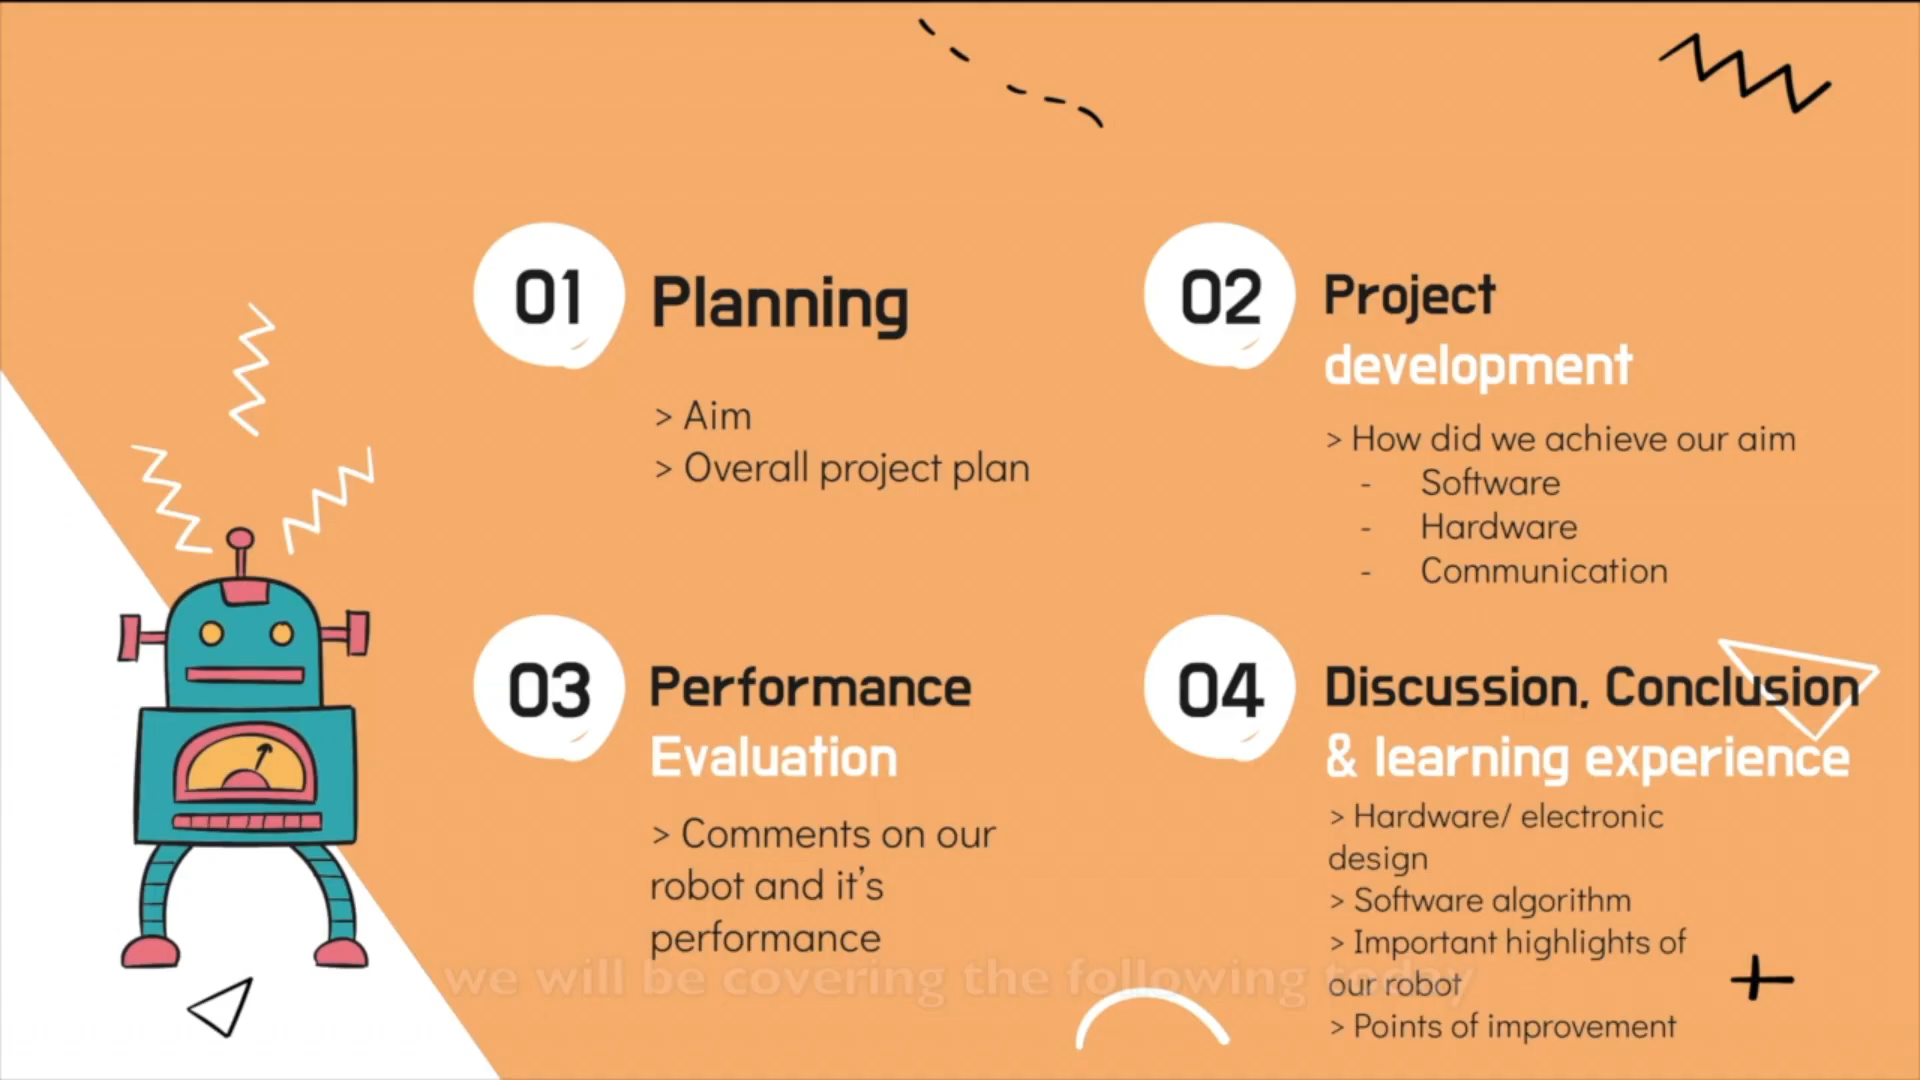 01
Planning
> Aim
> Overall project plan
02
Project
development
> How did we achieve our aim
- Software
- Hardware
- Communication
03
Performance
Evaluation
> Comments on our
robot and it's
performance
04
Discussion, Conclusion
& learning experience
> Hardware/ electronic
design
> Software algorithm
> Important highlights of
our robot
> Points of improvement
we will be covering the following today